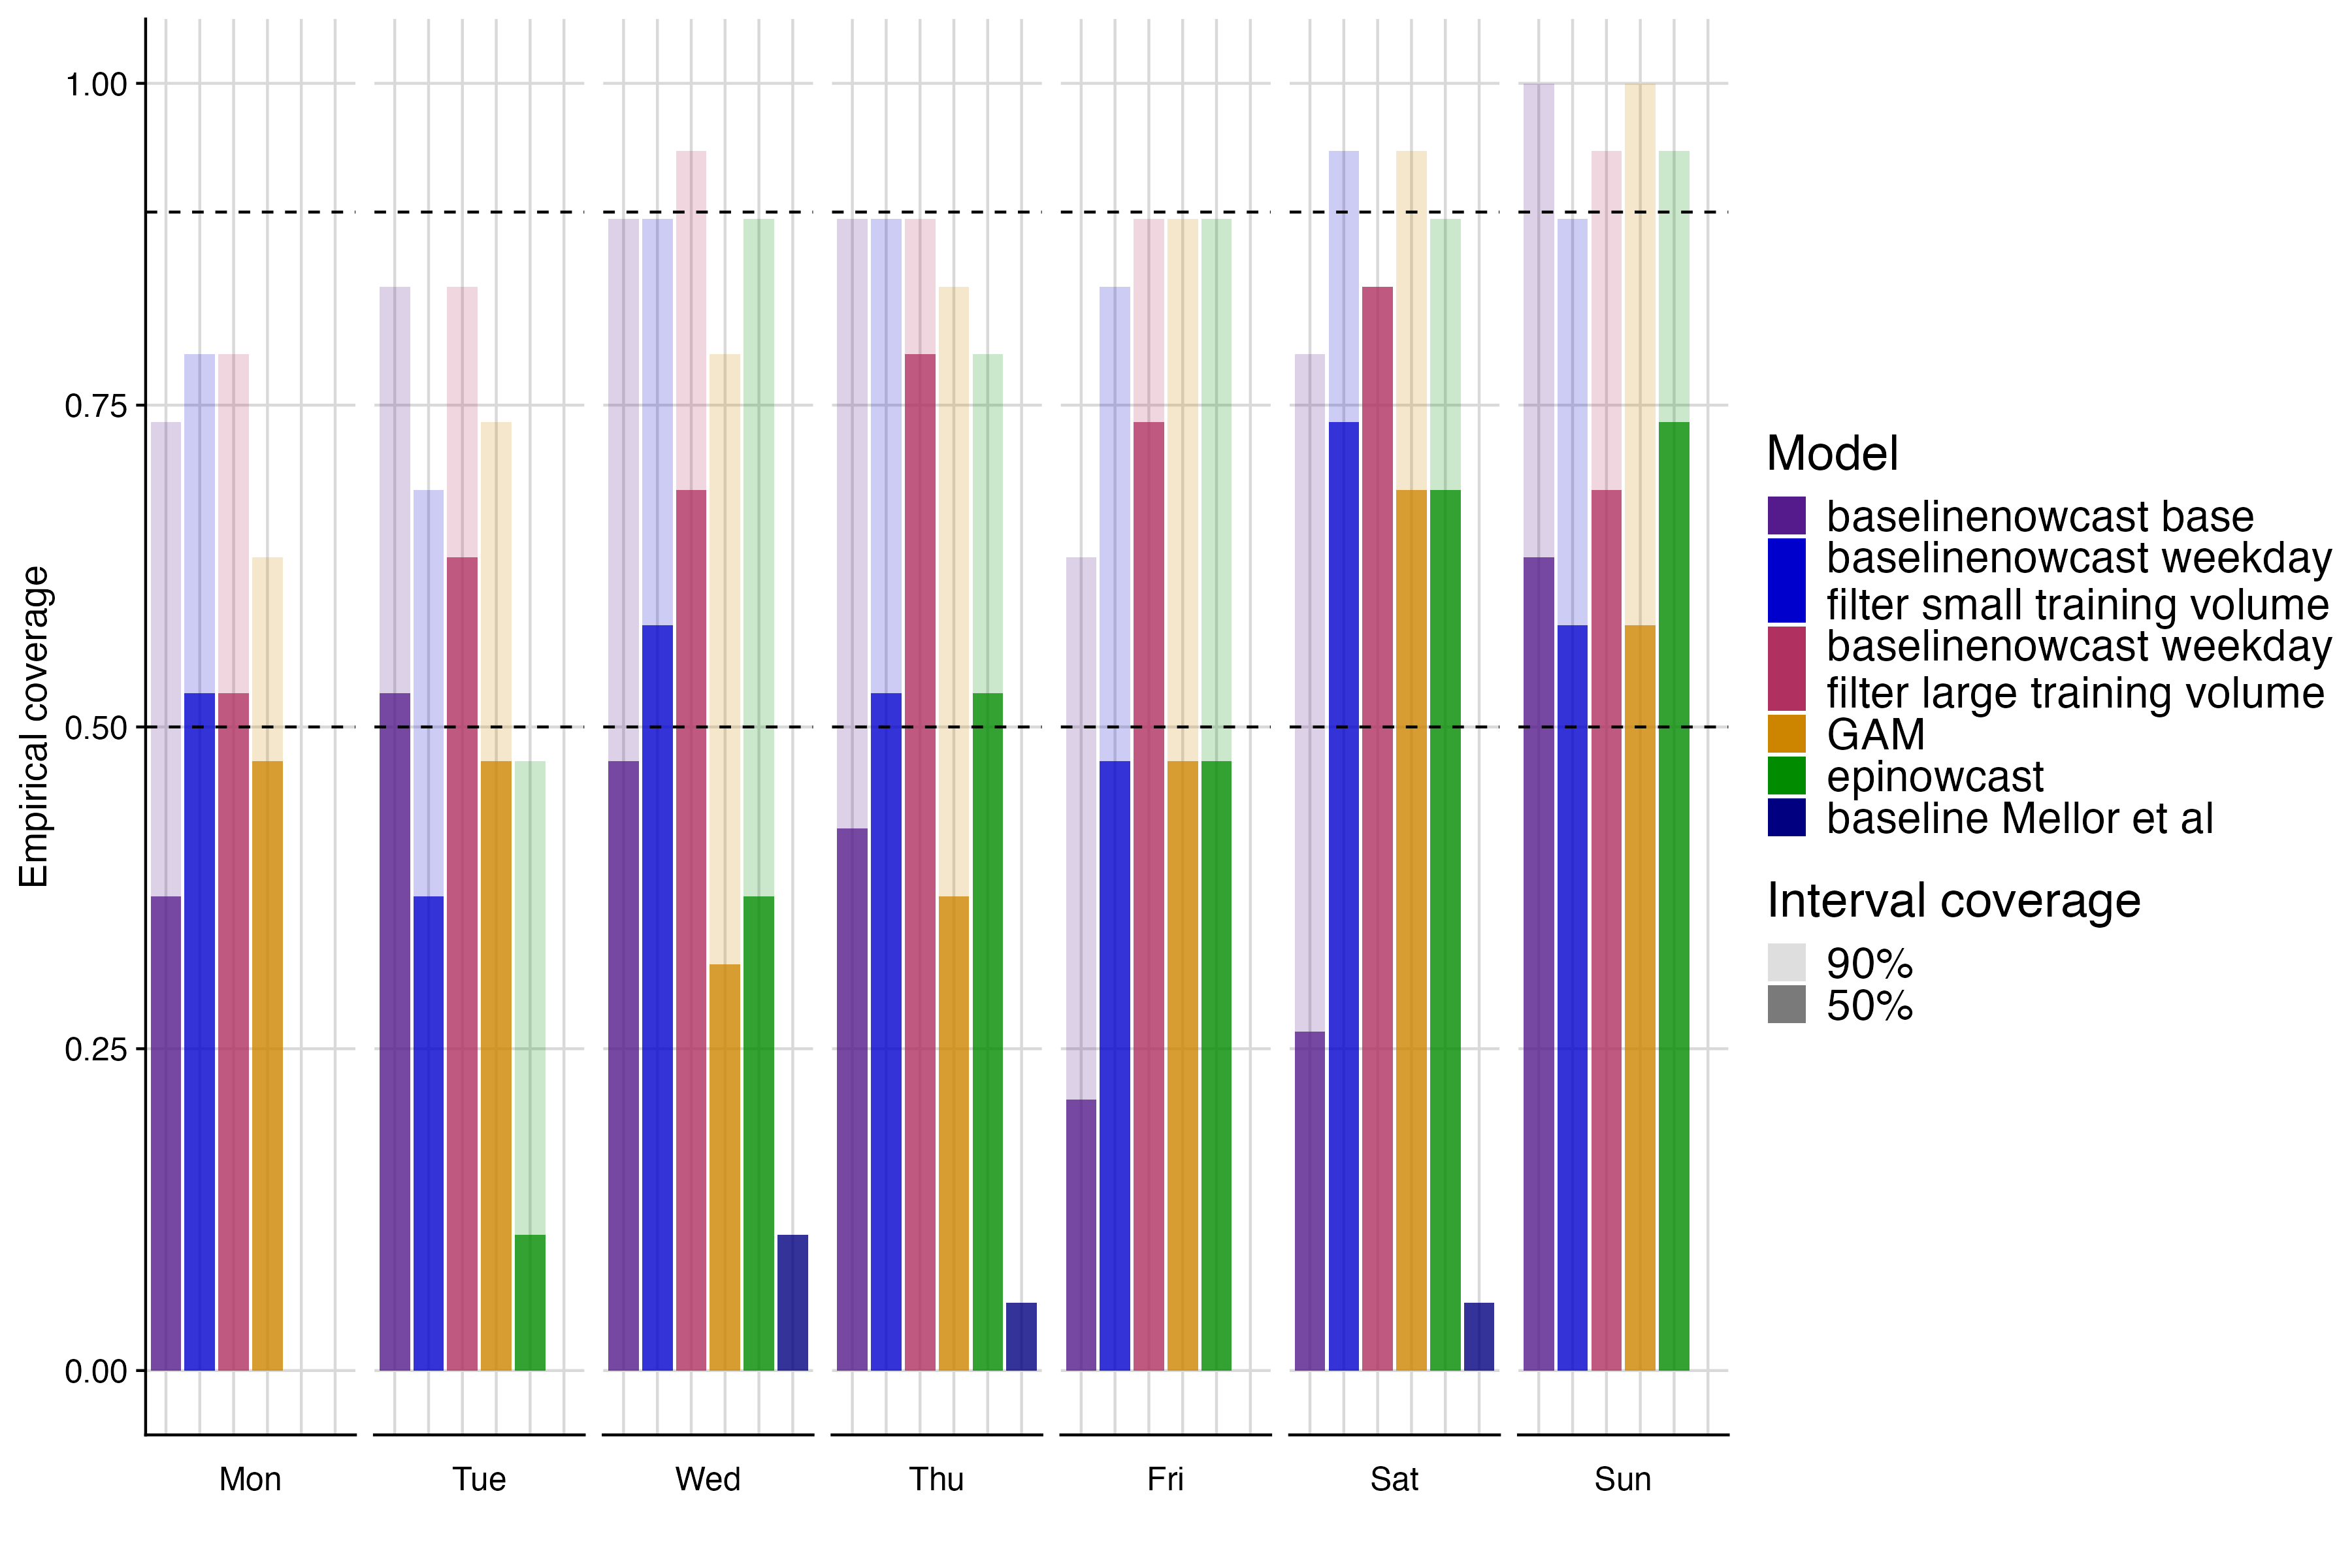 Empirical coverage
1.00
0.75
0.50
0.25
0.00
Mon
Tue
Wed
Thu
Fri
Sat
Sun
Model
baselinenowcast base
baselinenowcast weekday
filter small training volume
baselinenowcast weekday
filter large training volume
GAM
epinowcast
baseline Mellor et al
Interval coverage
90%
50%